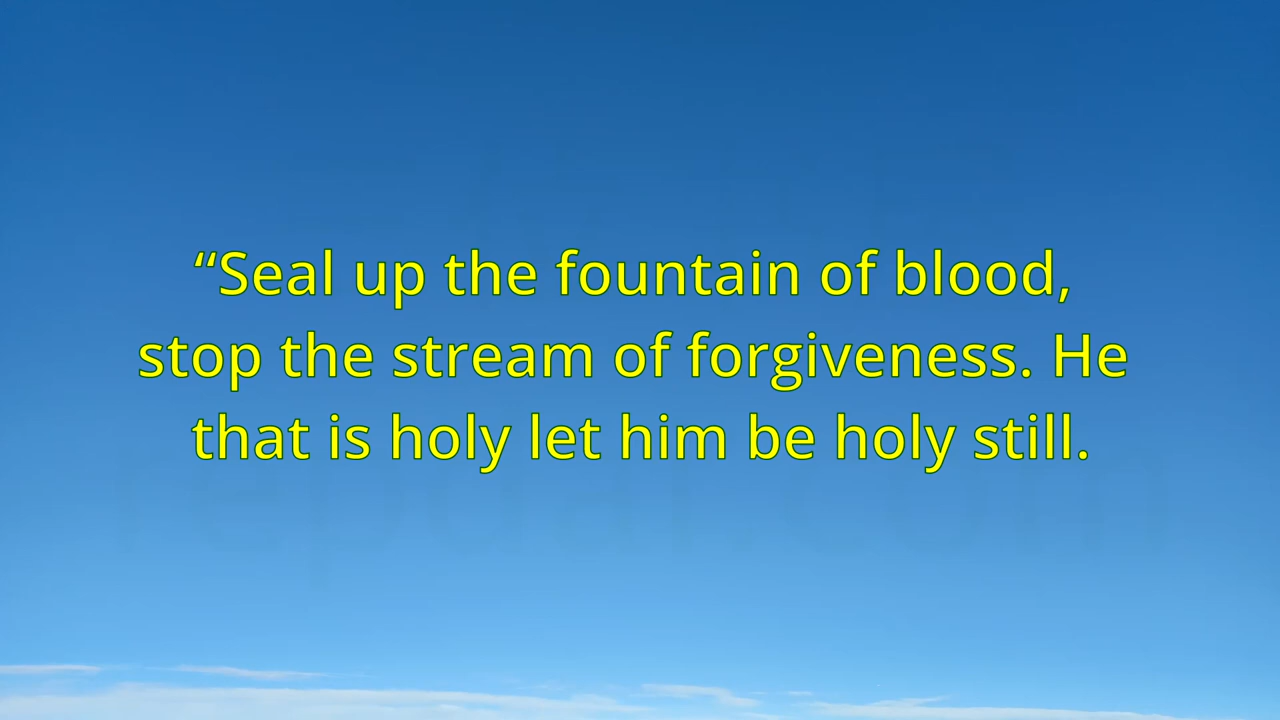 “Seal up the fountain of blood,
stop the stream of forgiveness. He
that is holy let him be holy still.